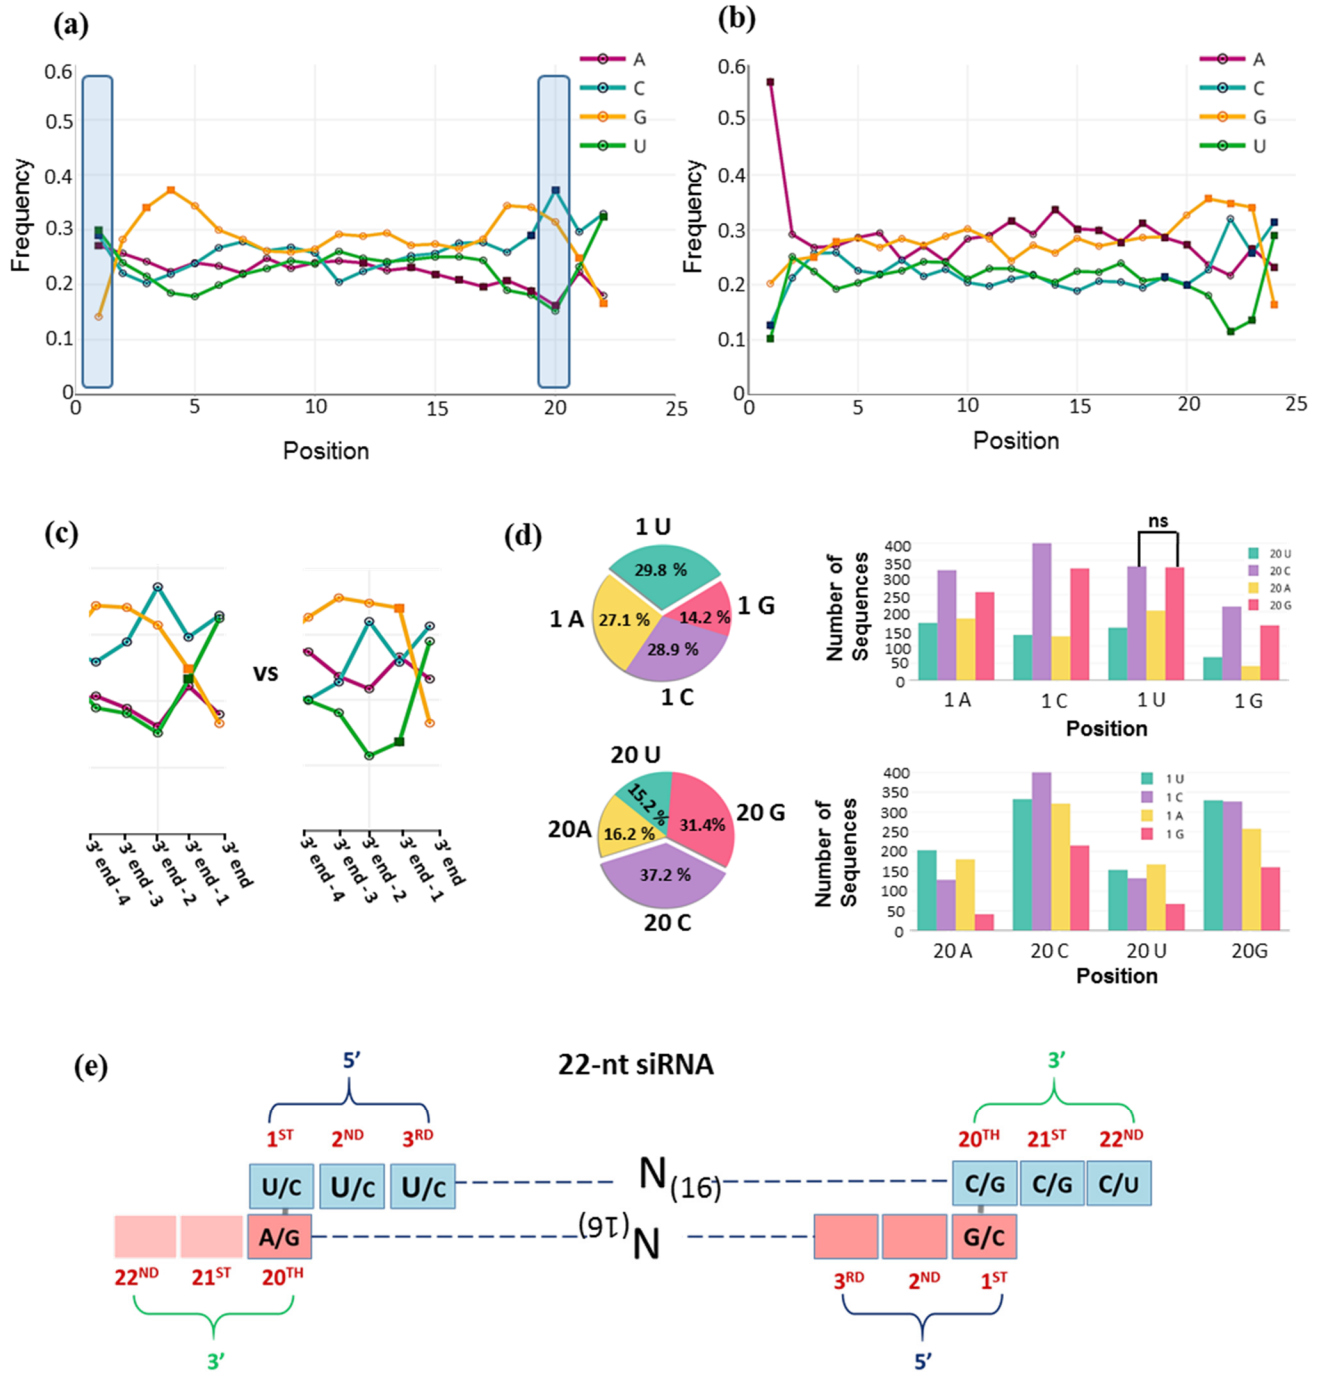 (a)
(b)
A
C
G
U
0.6
0.5
0.4
0.3
0.2
0.1
0
0
5
10
15
20
25
Frequency
Position
A
C
G
U
0.6
0.5
0.4
0.3
0.2
0.1
0
0
5
10
15
20
25
Frequency
Position
(c)
vs
3' end - 4
3' end - 3
3' end - 2
3' end - 1
3' end
3' end - 4
3' end - 3
3' end - 2
3' end - 1
3' end
(d)
1 U
29.8 %
1 A
27.1 %
14.2 %
1 G
28.9 %
1 C
ns
Number of
Sequences
400
350
300
250
200
150
100
50
0
20 U
20 C
20 A
20 G
1 A
1 C
1 U
1 G
Position
20 U
15.2 %
20A
16.2 %
31.4%
20 G
37.2 %
20 C
Number of
Sequences
400
350
300
250
200
150
100
50
0
1 U
1 C
1 A
1 G
20 A
20 C
20 U
20G
Position
(e)
5’
22-nt siRNA
3’
1ST
2ND
3RD
20TH
21ST
22ND
U/C
U/C
U/C
N(16)
C/G
C/G
C/U
A/G
N(16)
G/C
22ND
21ST
20TH
3RD
2ND
1ST
3’
5’